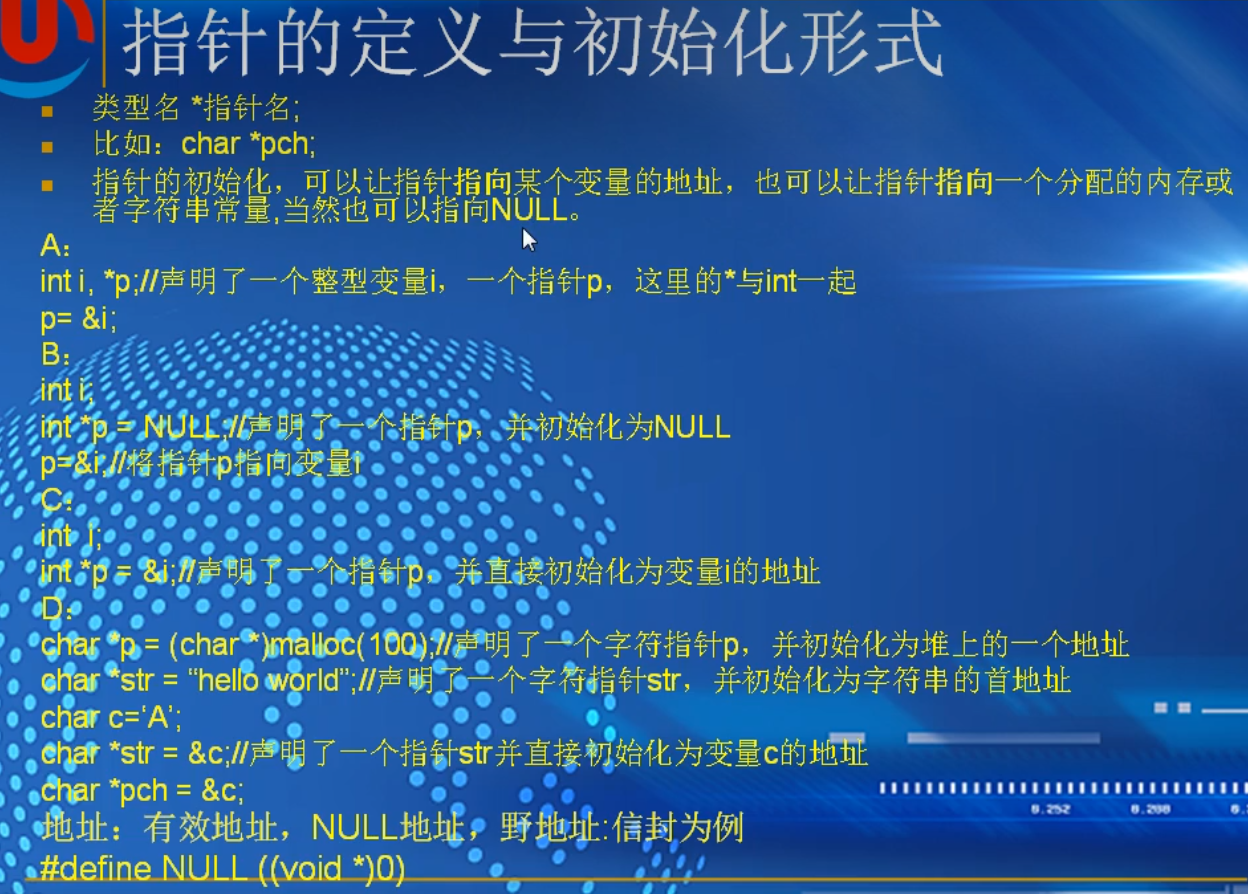 指针的定义与初始化形式
类型名 *指针名;
比如：char *pch;
指针的初始化，可以让指针指向某个变量的地址，也可以让指针指向一个分配的内存或
者字符串常量,当然也可以指向NULL。
A：
int i, *p;//声明了一个整型变量i，一个指针p，这里的*与int一起
p= &i;
B：
int i;
int *p = NULL;//声明了一个指针p，并初始化为NULL
p=&i;//将指针p指向变量i
C：
int i;
int *p = &i;//声明了一个指针p，并直接初始化为变量i的地址
D：
char *p = (char *)malloc(100);//声明了一个字符指针p，并初始化为堆上的一个地址
char *str = “hello world”;//声明了一个字符指针str，并初始化为字符串的首地址
char c=‘A’;
char *str = &c;//声明了一个指针str并直接初始化为变量c的地址
char *pch = &c;
地址：有效地址，NULL地址，野地址:信封为例
#define NULL ((void *)0)
0.252 0.288